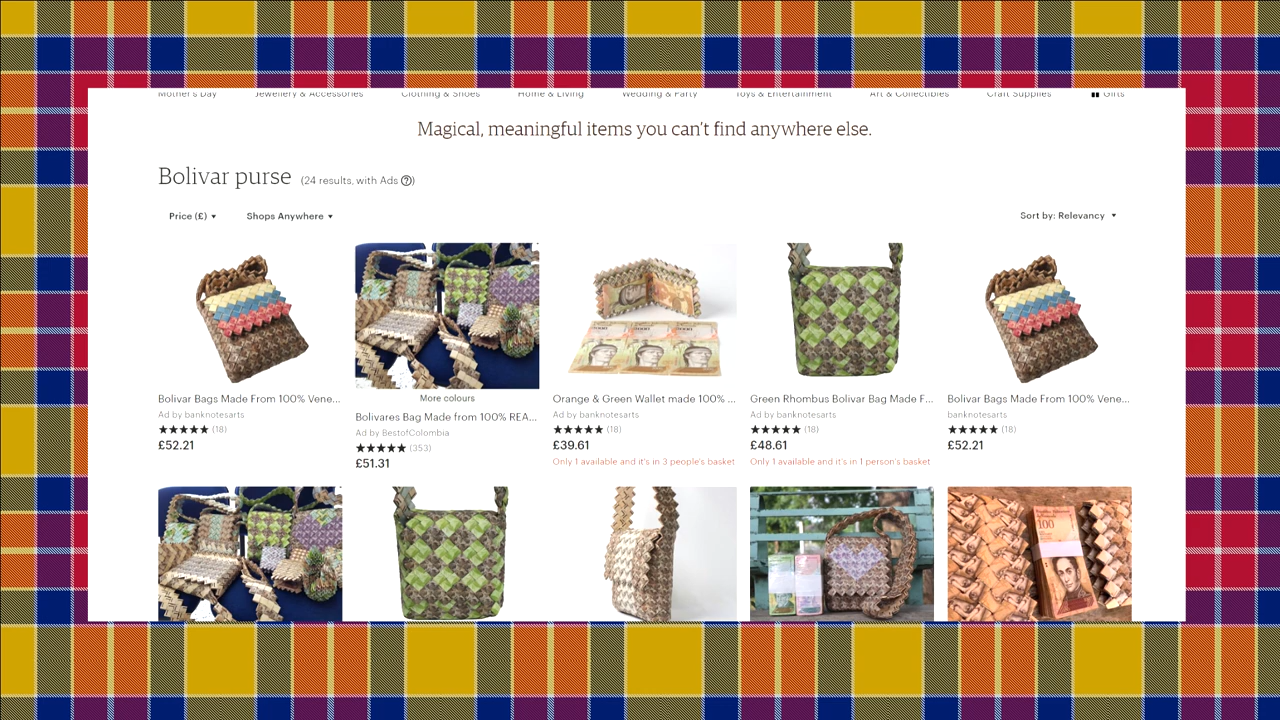 Mother's Day Jewellery & Accessories Clothing & Shoes Home & Living Wedding & Party Toys & Entertainment Art & Collectibles Craft Supplies Gifts
Magical, meaningful items you can't find anywhere else.
Bolivar purse (24 results, with Ads ?)
Price (£) Shops Anywhere Sort by: Relevancy
Bolivar Bags Made From 100% Vene...
Ad by banknotesarts
(18)
£52.21
More colours
Bolivares Bag Made from 100% REA...
Ad by BestofColombia
(353)
£51.31
Orange & Green Wallet made 100% ...
Ad by banknotesarts
(18)
£39.61
Only 1 available and it's in 3 people's basket
Green Rhombus Bolivar Bag Made F...
Ad by banknotesarts
(18)
£48.61
Only 1 available and it's in 1 person's basket
Bolivar Bags Made From 100% Vene...
banknotesarts
(18)
£52.21
100